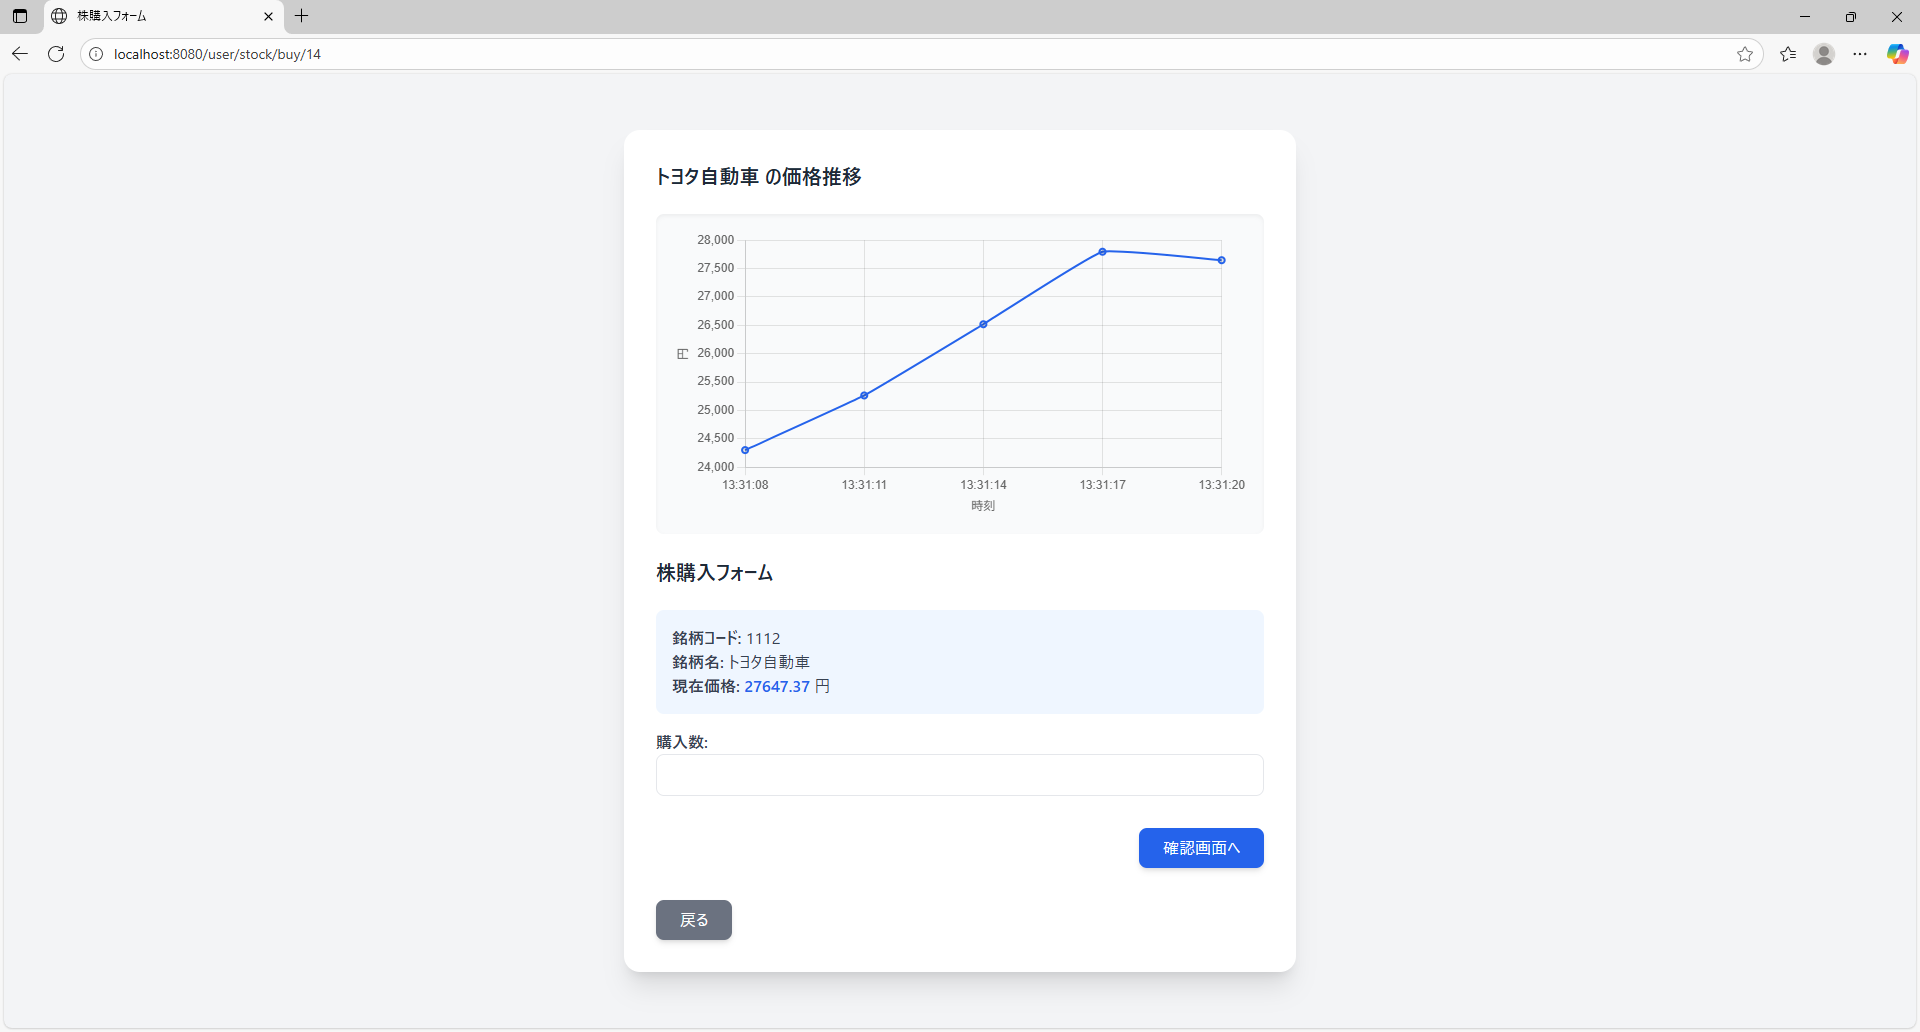 株購入フォーム
localhost:8080/user/stock/buy/14
トヨタ自動車 の価格推移
28,000
27,500
27,000
26,500
26,000
25,500
25,000
24,500
24,000
円
13:31:08 13:31:11 13:31:14 13:31:17 13:31:20
時刻
株購入フォーム
銘柄コード: 1112
銘柄名: トヨタ自動車
現在価格: 27647.37 円
購入数:
確認画面へ
戻る